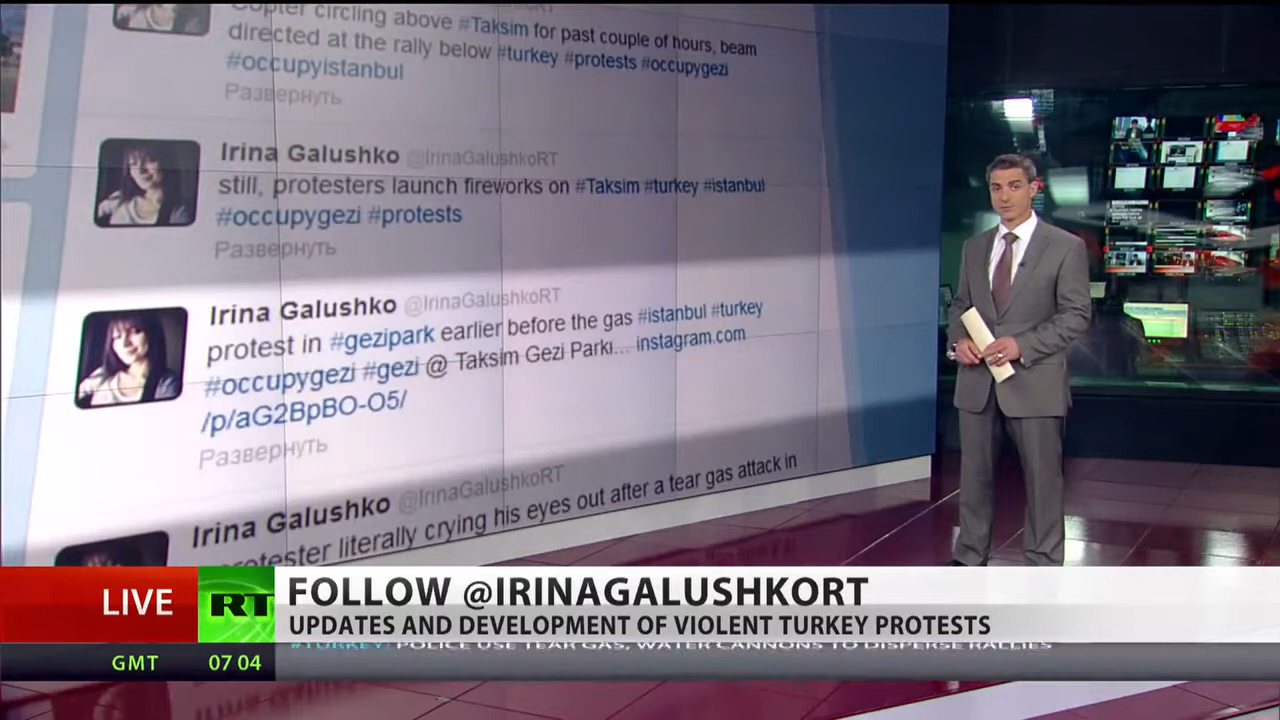 Copter circling above #Taksim for past couple of hours, beam
directed at the rally below #turkey #protests #occupygezi
#occupyistanbul
Развернуть
Irina Galushko @IrinaGalushkoRT
still, protesters launch fireworks on #Taksim #turkey #istanbul
#occupygezi #protests
Развернуть
Irina Galushko @IrinaGalushkoRT
protest in #gezipark earlier before the gas #istanbul #turkey
#occupygezi #gezi @ Taksim Gezi Parkı... instagram.com
/p/aG2BpBO-O5/
Развернуть
Irina Galushko @IrinaGalushkoRT
protester literally crying his eyes out after a tear gas attack in
LIVE RT FOLLOW @IRINAGALUSHKORT
UPDATES AND DEVELOPMENT OF VIOLENT TURKEY PROTESTS
#TURKEY: POLICE USE TEAR GAS, WATER CANNONS TO DISPERSE RALLIES
GMT 07 04